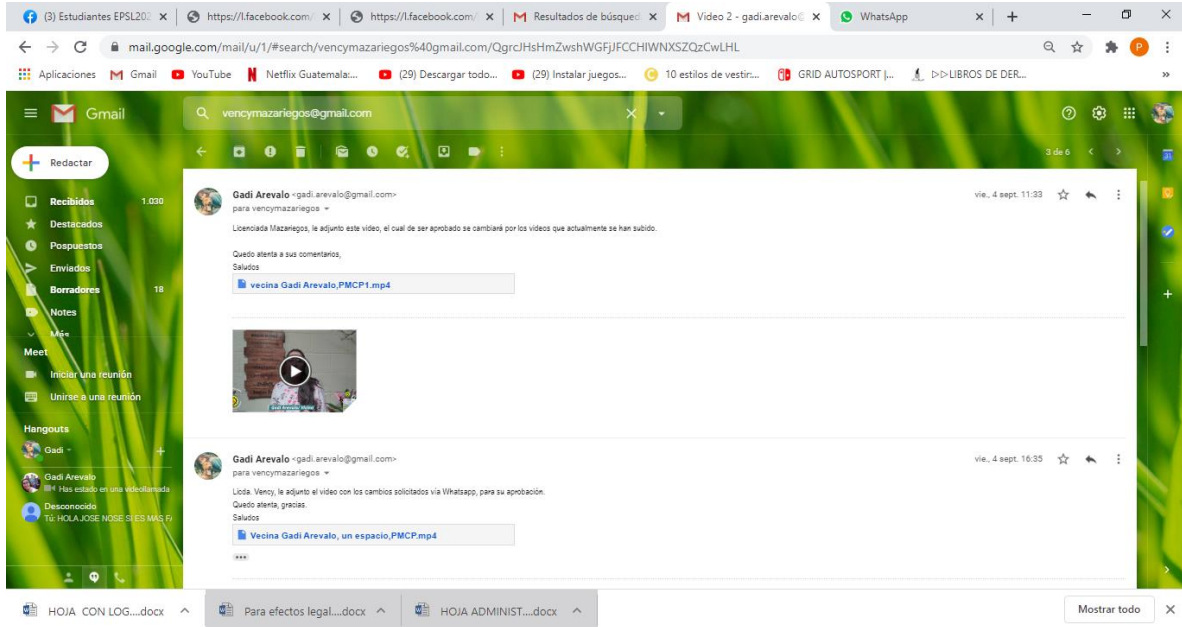 (3) Estudiantes EPSL202
https://l.facebook.com/
https://l.facebook.com/
Resultados de búsqued
Video 2 - gadi.arevalo@
WhatsApp
mail.google.com/mail/u/1/#search/vencymazariegos%40gmail.com/QgrcJHsHmZwshWGFjJFCCHIWNXSZQzCwLHL
P
Aplicaciones
Gmail
YouTube
Netflix Guatemala:...
(29) Descargar todo...
(29) Instalar juegos...
10 estilos de vestir:...
GRID AUTOSPORT |...
▷▷LIBROS DE DER...
»
Gmail
vencymazariegos@gmail.com
Redactar
3 de 6
Recibidos 1.030
Destacados
Pospuestos
Enviados
Borradores 18
Notes
Más
Meet
Iniciar una reunión
Unirse a una reunión
Hangouts
Gadi
Gadi Arevalo
Has estado en una videollamada
Desconocido
Tú: HOLA JOSE NOSE SI ES MAS FA
Gadi Arevalo <gadi.arevalo@gmail.com>
vie., 4 sept. 11:33
para vencymazariegos
Licenciada Mazariegos, le adjunto este video, el cual de ser aprobado se cambiará por los videos que actualmente se han subido.
Quedo atenta a sus comentarios,
Saludos
vecina Gadi Arevalo,PMCP1.mp4
Gadi Arevalo <gadi.arevalo@gmail.com>
vie., 4 sept. 16:35
para vencymazariegos
Licda. Vency, le adjunto el video con los cambios solicitados via Whatsapp, para su aprobación.
Quedo atenta, gracias.
Saludos
Vecina Gadi Arevalo, un espacio,PMCP.mp4
HOJA CON LOG....docx
Para efectos legal....docx
HOJA ADMINIST....docx
Mostrar todo